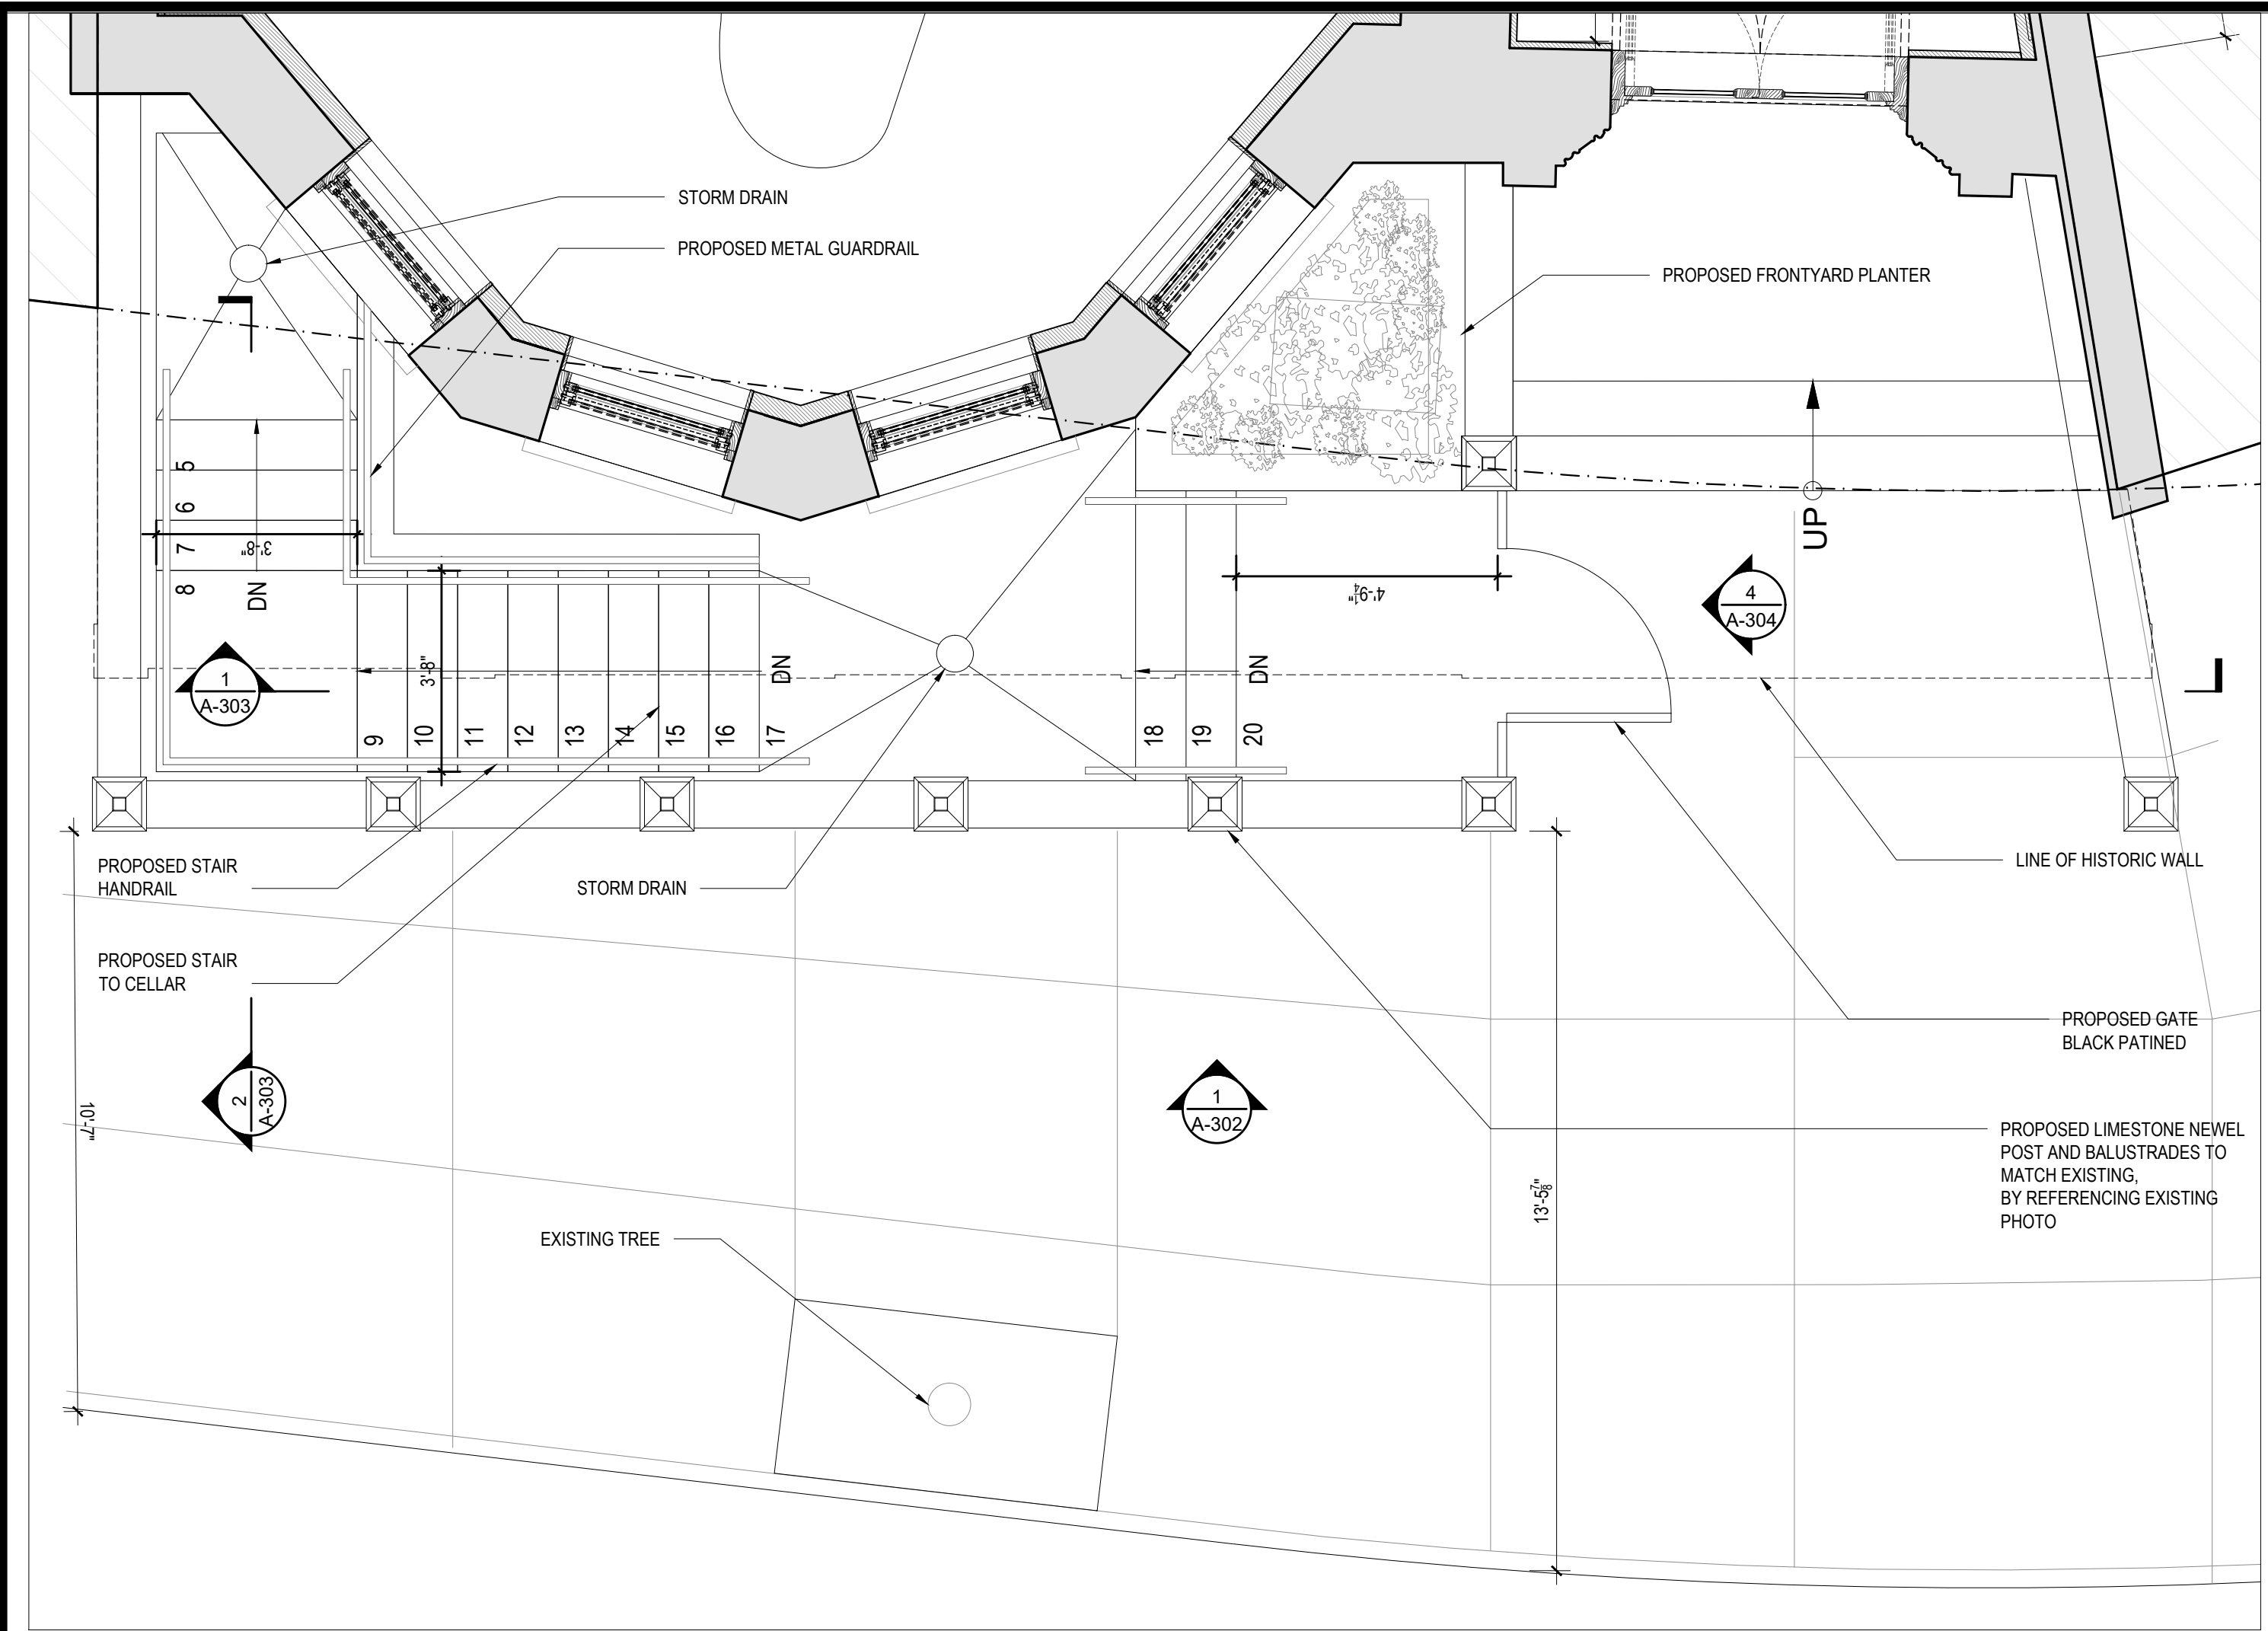 STORM DRAIN
PROPOSED METAL GUARDRAIL
PROPOSED FRONTYARD PLANTER
5
6
7
8
3'-8"
DN
UP
4'-9 1/4"
4
A-304
1
A-303
3'-8"
DN
DN
9
10
11
12
13
14
15
16
17
18
19
20
PROPOSED STAIR
HANDRAIL
STORM DRAIN
LINE OF HISTORIC WALL
PROPOSED STAIR
TO CELLAR
PROPOSED GATE
BLACK PATINED
2
A-303
10'-7"
1
A-302
PROPOSED LIMESTONE NEWEL
POST AND BALUSTRADES TO
MATCH EXISTING,
BY REFERENCING EXISTING
PHOTO
13'-5 7/8"
EXISTING TREE